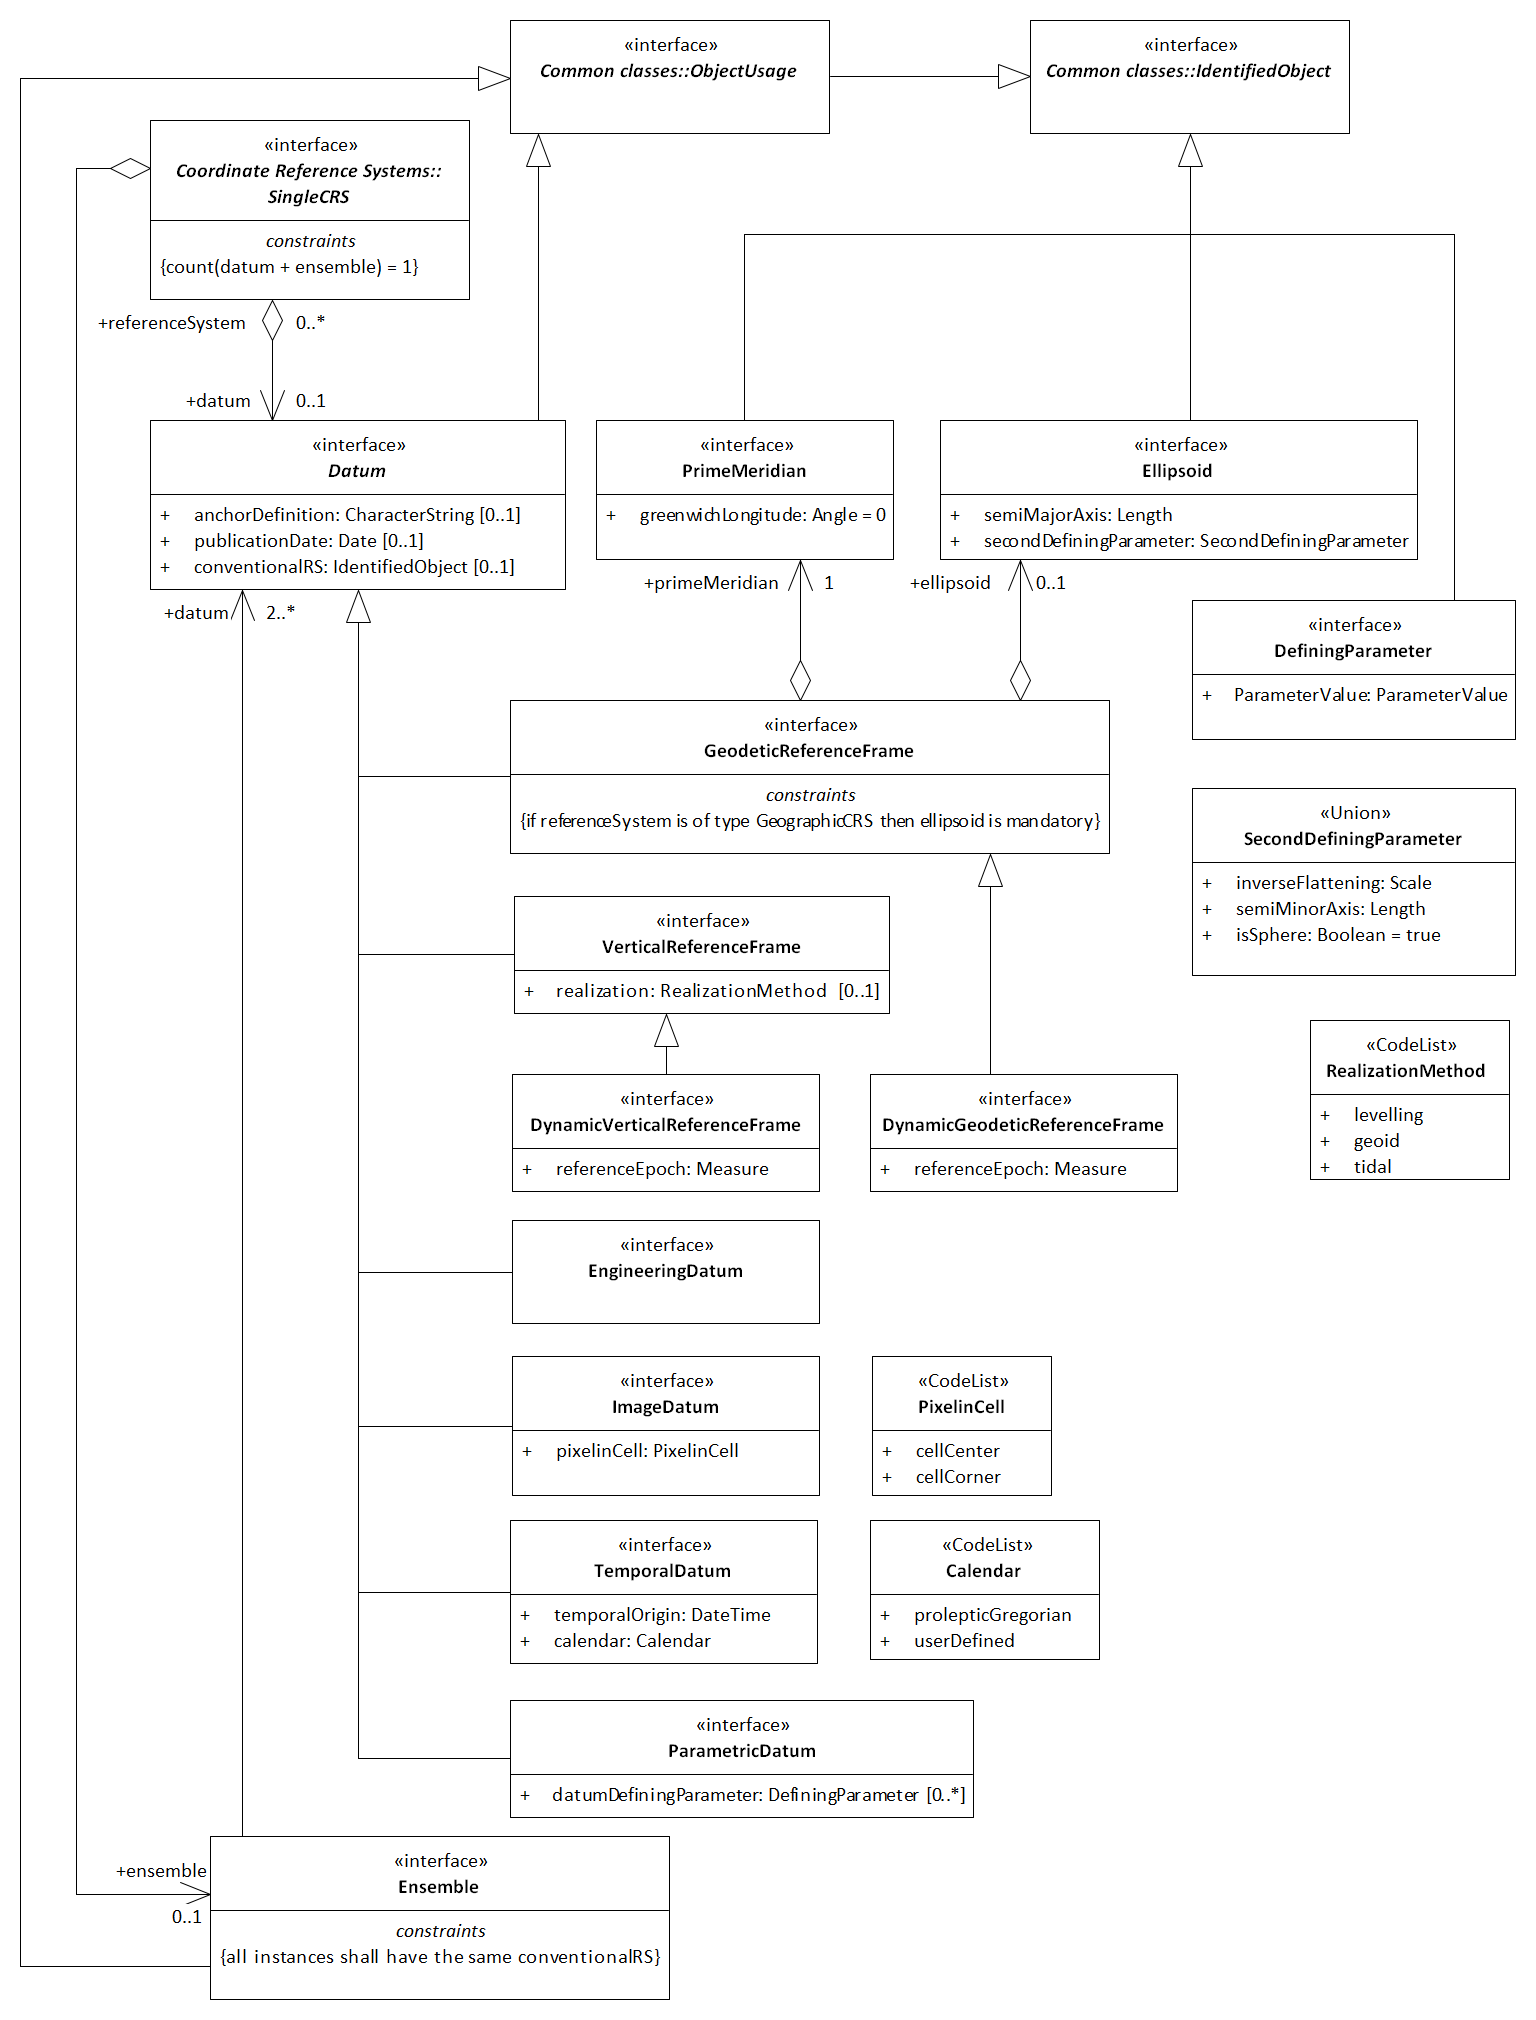 «interface»
Common classes::ObjectUsage
«interface»
Common classes::IdentifiedObject
«interface»
Coordinate Reference Systems::
SingleCRS
constraints
{count(datum + ensemble) = 1}
+referenceSystem
0..*
+datum
0..1
«interface»
Datum
+ anchorDefinition: CharacterString [0..1]
+ publicationDate: Date [0..1]
+ conventionalRS: IdentifiedObject [0..1]
«interface»
PrimeMeridian
+ greenwichLongitude: Angle = 0
«interface»
Ellipsoid
+ semiMajorAxis: Length
+ secondDefiningParameter: SecondDefiningParameter
+datum
2..*
+primeMeridian
1
+ellipsoid
0..1
«interface»
DefiningParameter
+ ParameterValue: ParameterValue
«interface»
GeodeticReferenceFrame
constraints
{if referenceSystem is of type GeographicCRS then ellipsoid is mandatory}
«Union»
SecondDefiningParameter
+ inverseFlattening: Scale
+ semiMinorAxis: Length
+ isSphere: Boolean = true
«interface»
VerticalReferenceFrame
+ realization: RealizationMethod [0..1]
«CodeList»
RealizationMethod
+ levelling
+ geoid
+ tidal
«interface»
DynamicVerticalReferenceFrame
+ referenceEpoch: Measure
«interface»
DynamicGeodeticReferenceFrame
+ referenceEpoch: Measure
«interface»
EngineeringDatum
«interface»
ImageDatum
+ pixelinCell: PixelinCell
«CodeList»
PixelinCell
+ cellCenter
+ cellCorner
«interface»
TemporalDatum
+ temporalOrigin: DateTime
+ calendar: Calendar
«CodeList»
Calendar
+ prolepticGregorian
+ userDefined
«interface»
ParametricDatum
+ datumDefiningParameter: DefiningParameter [0..*]
+ensemble
0..1
«interface»
Ensemble
constraints
{all instances shall have the same conventionalRS}